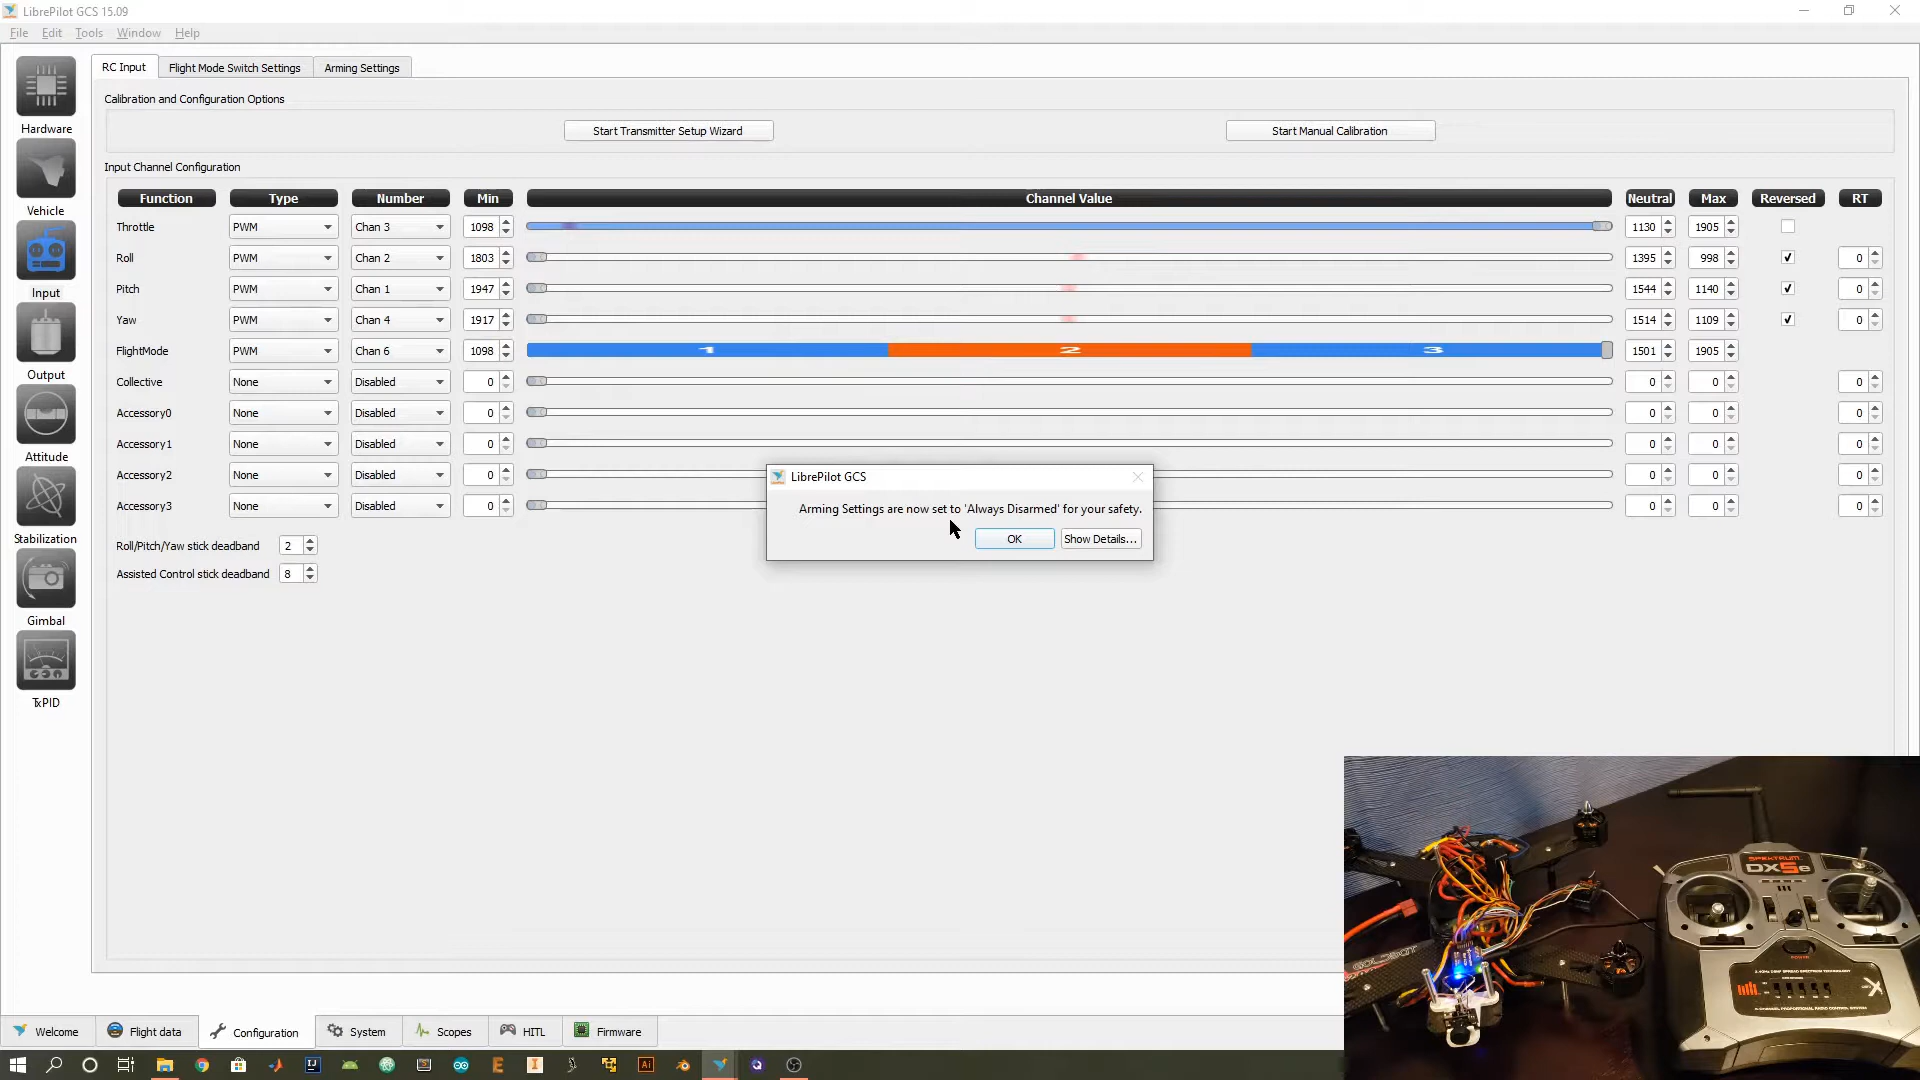 LibrePilot GCS 15.09
File Edit Tools Window Help
RC Input Flight Mode Switch Settings Arming Settings
Calibration and Configuration Options
Start Transmitter Setup Wizard Start Manual Calibration
Input Channel Configuration
Function Type Number Min Channel Value Neutral Max Reversed RT
Throttle PWM Chan 3 1098 1130 1905
Roll PWM Chan 2 1803 1395 998 0
Pitch PWM Chan 1 1947 1544 1140 0
Yaw PWM Chan 4 1917 1514 1109 0
FlightMode PWM Chan 6 1098 1 2 3 1501 1905
Collective None Disabled 0 0 0 0
Accessory0 None Disabled 0 0 0 0
Accessory1 None Disabled 0 0 0 0
Accessory2 None Disabled 0 0 0 0
Accessory3 None Disabled 0 0 0 0
Roll/Pitch/Yaw stick deadband 2
Assisted Control stick deadband 8
Hardware
Vehicle
Input
Output
Attitude
Stabilization
Gimbal
TxPID
LibrePilot GCS
Arming Settings are now set to 'Always Disarmed' for your safety.
OK Show Details...
SPEKTRUM
DX5e
Welcome Flight data Configuration System Scopes HITL Firmware
Ai